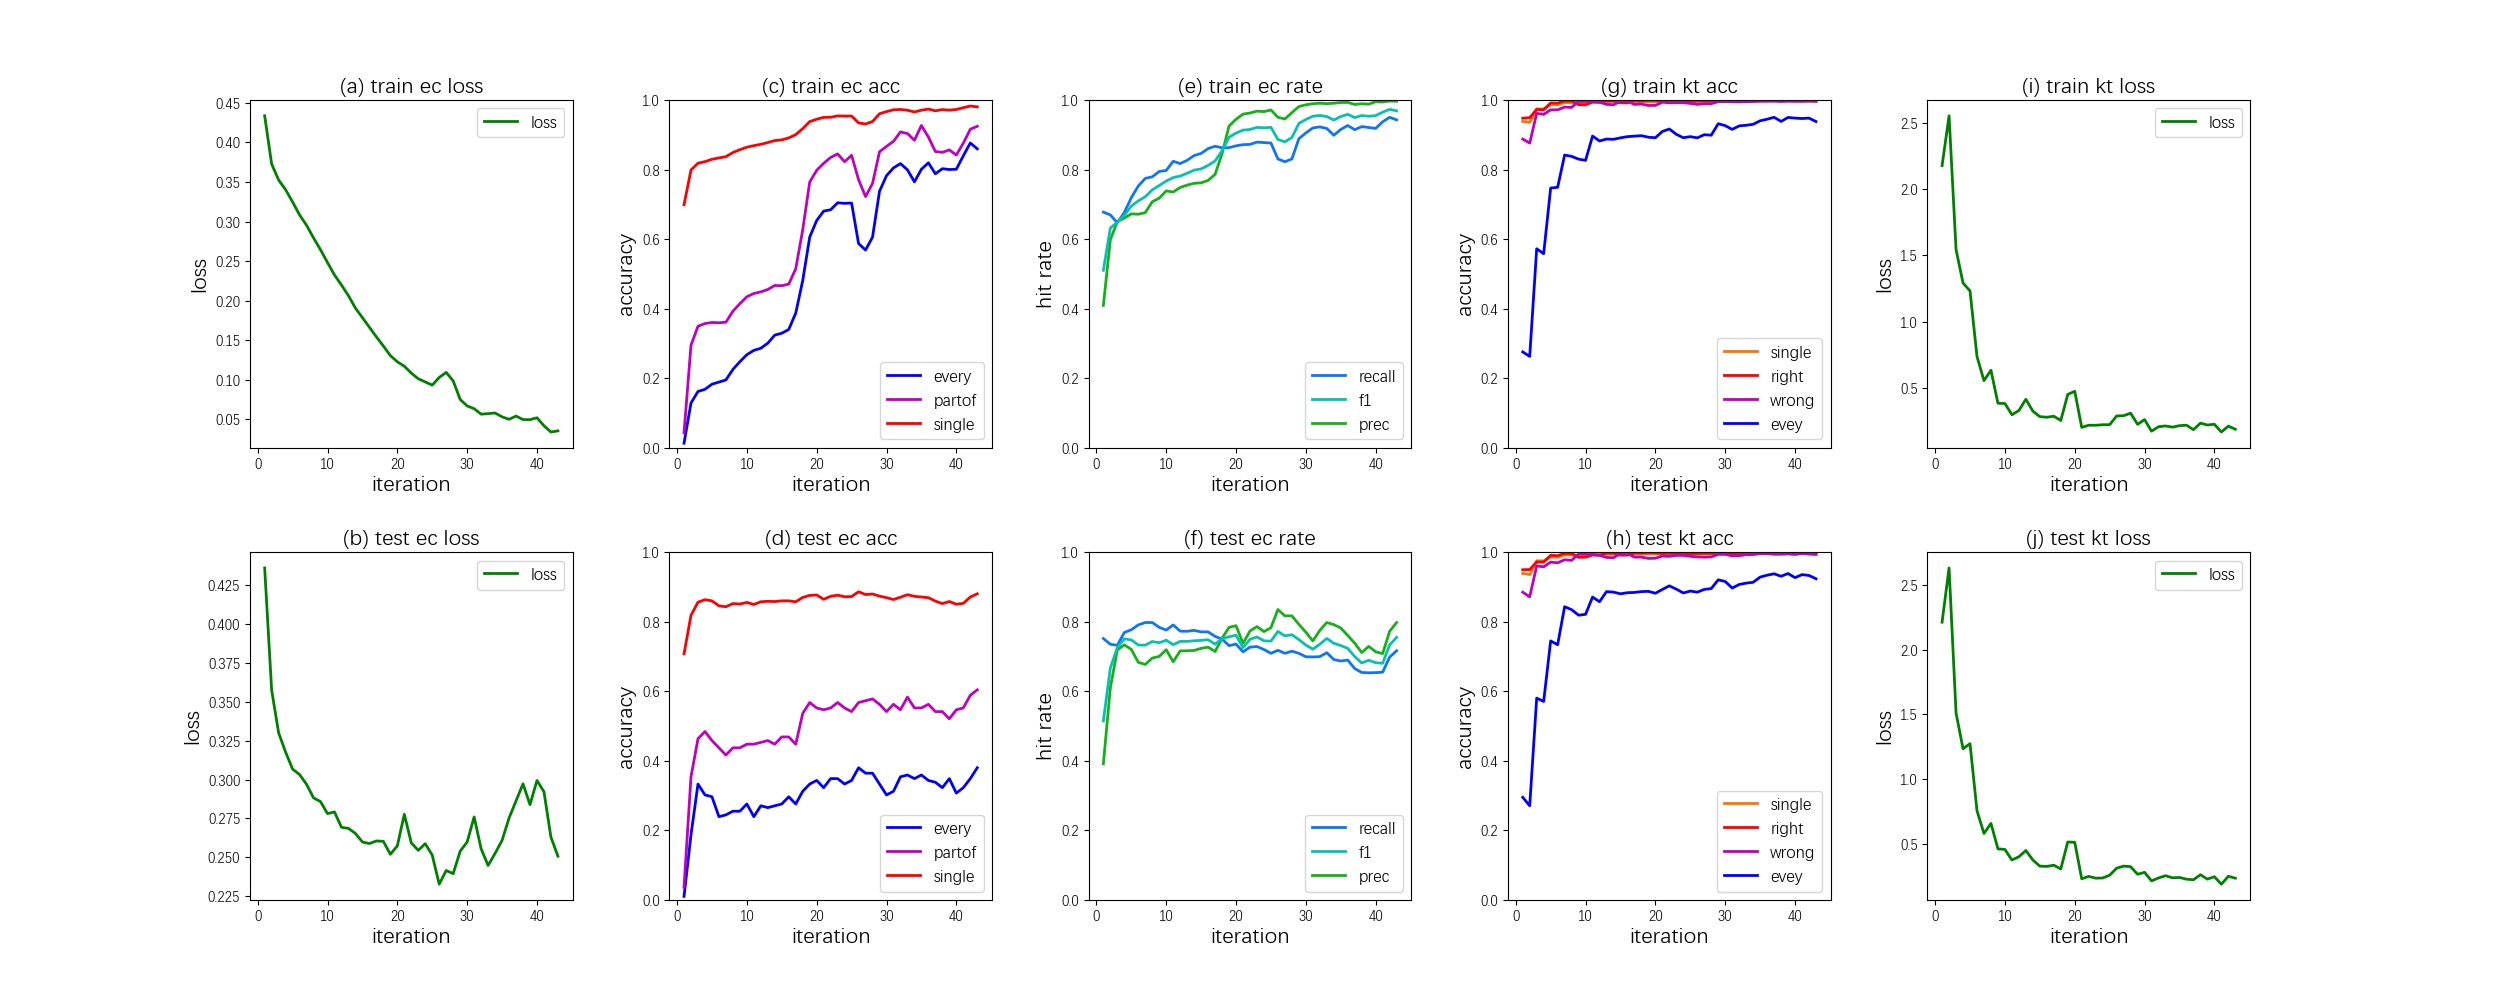 (a) train ec loss
0.45
0.40
0.35
0.30
0.25
0.20
0.15
0.10
0.05
loss
loss
0 10 20 30 40
iteration
(c) train ec acc
1.0
0.8
0.6
0.4
0.2
0.0
accuracy
every
partof
single
0 10 20 30 40
iteration
(e) train ec rate
1.0
0.8
0.6
0.4
0.2
0.0
hit rate
recall
f1
prec
0 10 20 30 40
iteration
(g) train kt acc
1.0
0.8
0.6
0.4
0.2
0.0
accuracy
single
right
wrong
evey
0 10 20 30 40
iteration
(i) train kt loss
2.5
2.0
1.5
1.0
0.5
loss
loss
0 10 20 30 40
iteration
(b) test ec loss
0.425
0.400
0.375
0.350
0.325
0.300
0.275
0.250
0.225
loss
loss
0 10 20 30 40
iteration
(d) test ec acc
1.0
0.8
0.6
0.4
0.2
0.0
accuracy
every
partof
single
0 10 20 30 40
iteration
(f) test ec rate
1.0
0.8
0.6
0.4
0.2
0.0
hit rate
recall
f1
prec
0 10 20 30 40
iteration
(h) test kt acc
1.0
0.8
0.6
0.4
0.2
0.0
accuracy
single
right
wrong
evey
0 10 20 30 40
iteration
(j) test kt loss
2.5
2.0
1.5
1.0
0.5
loss
loss
0 10 20 30 40
iteration